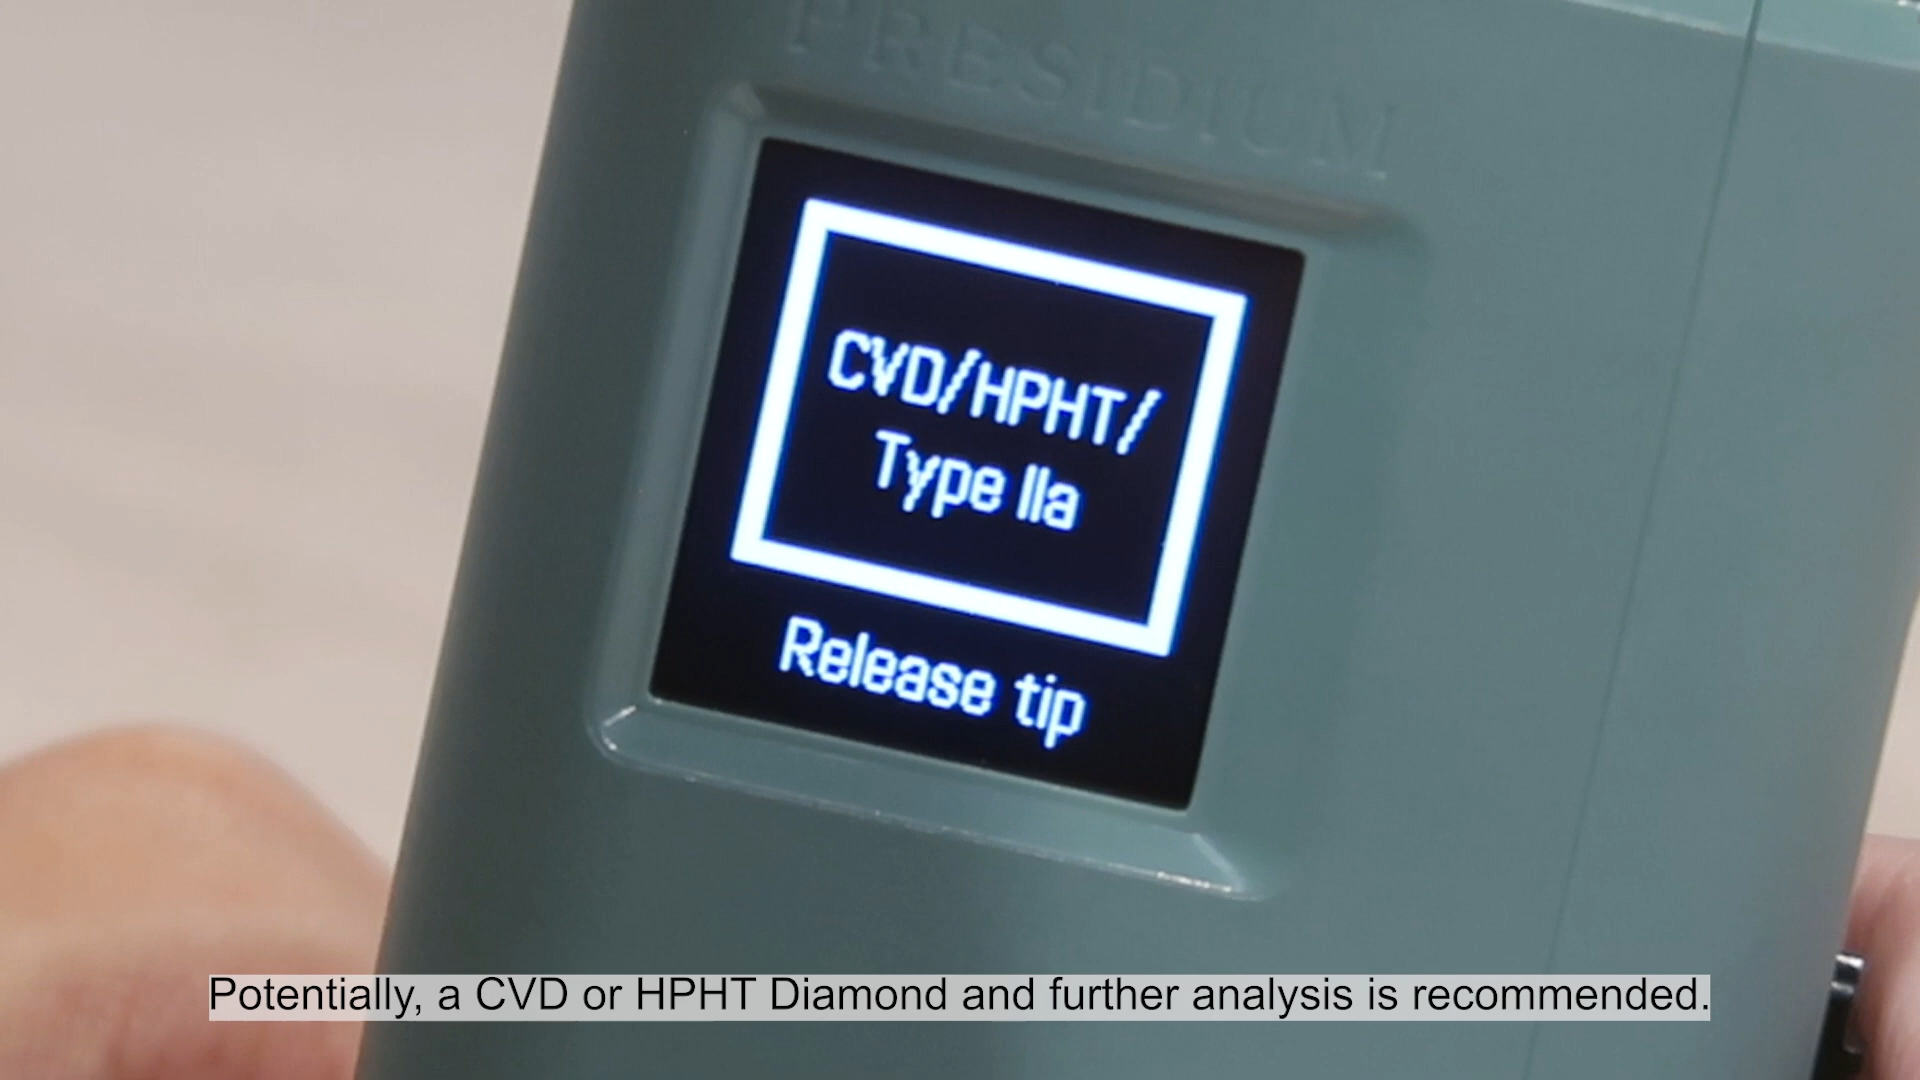 PRESIDIUM
CVD/HPHT/
Type IIa
Release tip
Potentially, a CVD or HPHT Diamond and further analysis is recommended.